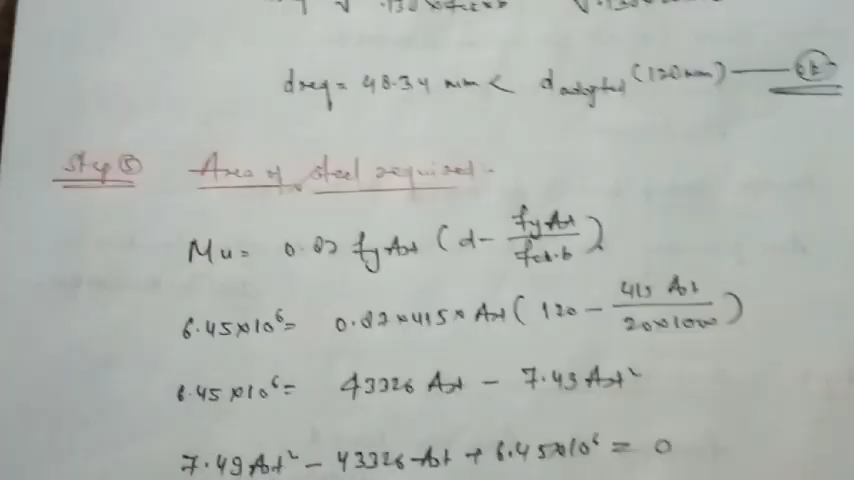 dreq = 48.34 mm < dadopted (120mm) — ok
Step ⑤ Area of steel required.
Mu = 0.87 fy Ast ( d - fy Ast / fck.b )
6.45×10⁶ = 0.87×415× Ast ( 120 - 415 Ast / 20×1000 )
6.45×10⁶ = 43326 Ast - 7.49 Ast²
7.49 Ast² - 43326 Ast + 6.45×10⁶ = 0